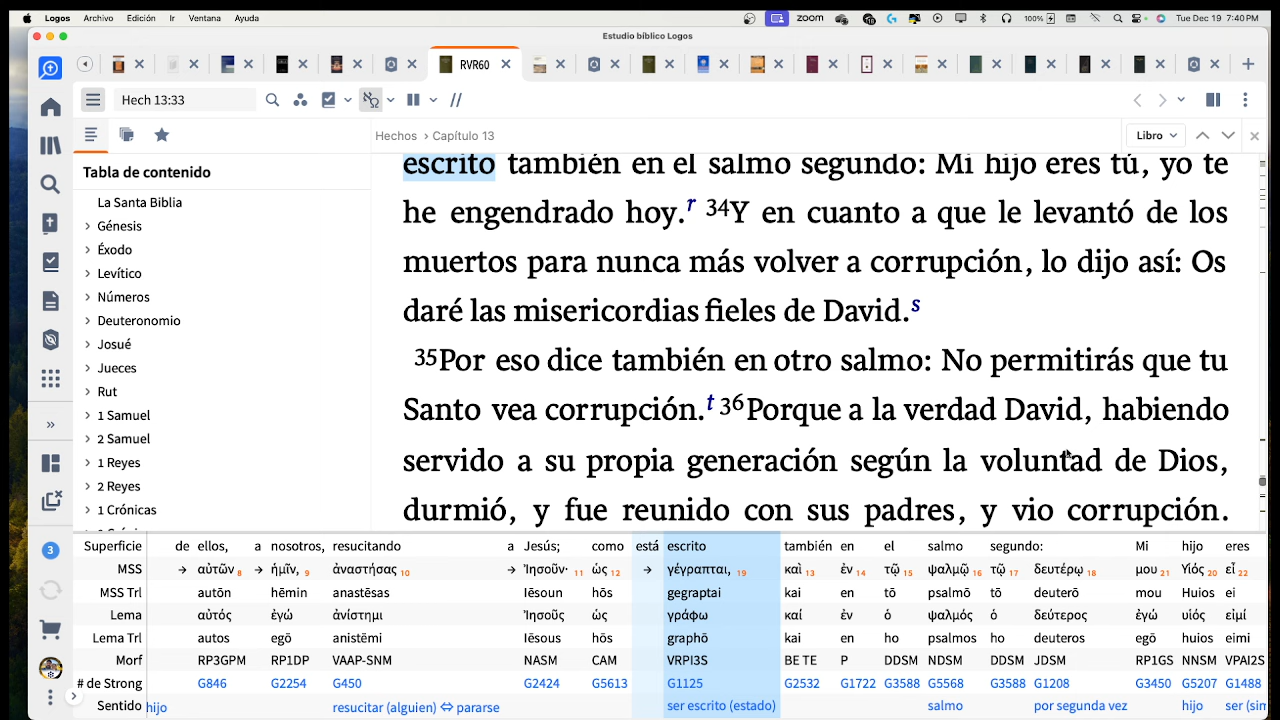 Logos Archivo Edición Ir Ventana Ayuda zoom 100% Tue Dec 19 7:40 PM
Estudio bíblico Logos
RVR60
Hech 13:33
Hechos › Capítulo 13 Libro
Tabla de contenido
La Santa Biblia
Génesis
Éxodo
Levítico
Números
Deuteronomio
Josué
Jueces
Rut
1 Samuel
2 Samuel
1 Reyes
2 Reyes
1 Crónicas
escrito también en el salmo segundo: Mi hijo eres tú, yo te
he engendrado hoy.r 34Y en cuanto a que le levantó de los
muertos para nunca más volver a corrupción, lo dijo así: Os
daré las misericordias fieles de David.s
35Por eso dice también en otro salmo: No permitirás que tu
Santo vea corrupción.t 36Porque a la verdad David, habiendo
servido a su propia generación según la voluntad de Dios,
durmió, y fue reunido con sus padres, y vio corrupción.
3
Superficie de ellos, a nosotros, resucitando a Jesús; como está escrito también en el salmo segundo: Mi hijo eres
MSS → αὐτῶν 8 → ἡμῖν, 9 ἀναστήσας 10 → Ἰησοῦν· 11 ὡς 12 → γέγραπται, 19 καὶ 13 ἐν 14 τῷ 15 ψαλμῷ 16 τῷ 17 δευτέρῳ 18 μου 21 Υἱός 20 εἶ 22
MSS Trl autōn hēmin anastēsas Iēsoun hōs gegraptai kai en tō psalmō tō deuterō mou Huios ei
Lema αὐτός ἐγώ ἀνίστημι Ἰησοῦς ὡς γράφω καί ἐν ὁ ψαλμός ὁ δεύτερος ἐγώ υἱός εἰμί
Lema Trl autos egō anistēmi Iēsous hōs graphō kai en ho psalmos ho deuteros egō huios eimi
Morf RP3GPM RP1DP VAAP-SNM NASM CAM VRPI3S BE TE P DDSM NDSM DDSM JDSM RP1GS NNSM VPAI2S
# de Strong G846 G2254 G450 G2424 G5613 G1125 G2532 G1722 G3588 G5568 G3588 G1208 G3450 G5207 G1488
Sentido hijo resucitar (alguien) ⇔ pararse ser escrito (estado) salmo por segunda vez hijo ser (sim